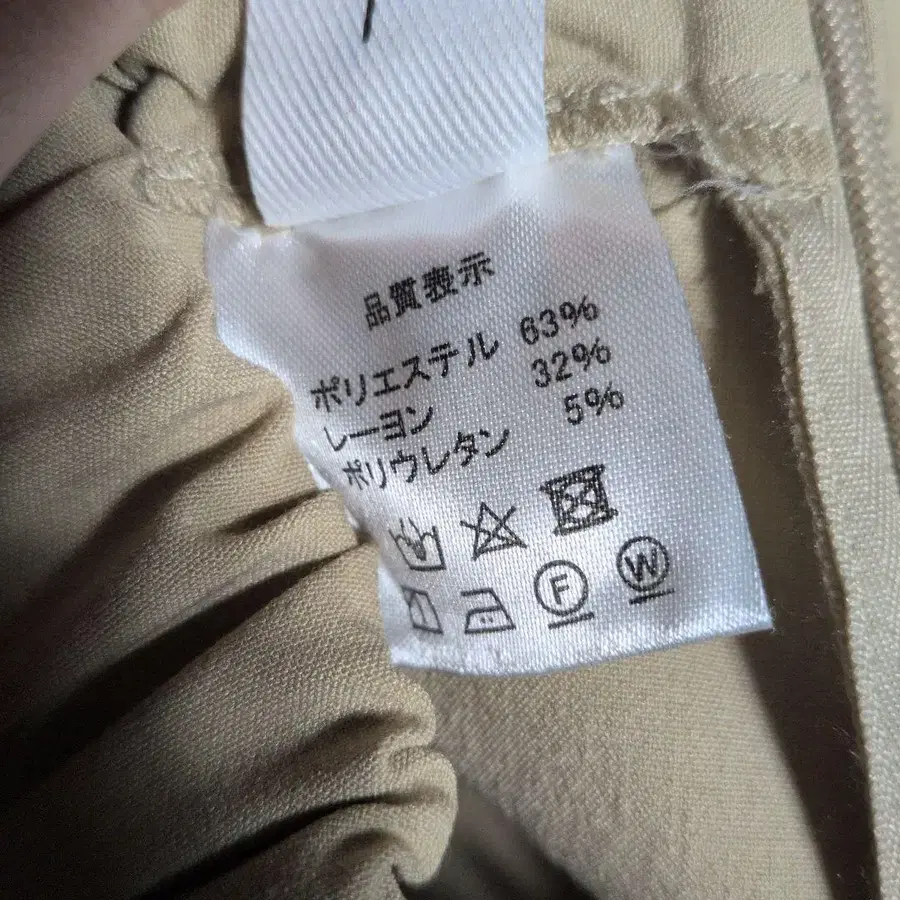 品質表示
ポリエステル 63%
レーヨン 32%
ポリウレタン 5%
F W